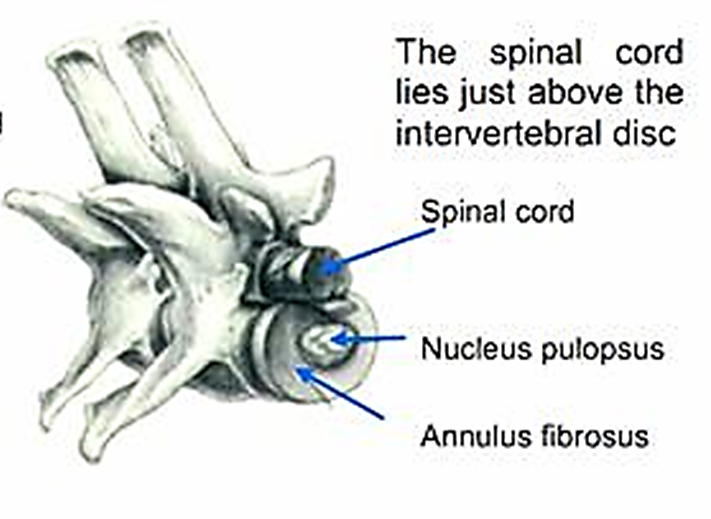 The spinal cord
lies just above the
intervertebral disc
Spinal cord
Nucleus pulopsus
Annulus fibrosus